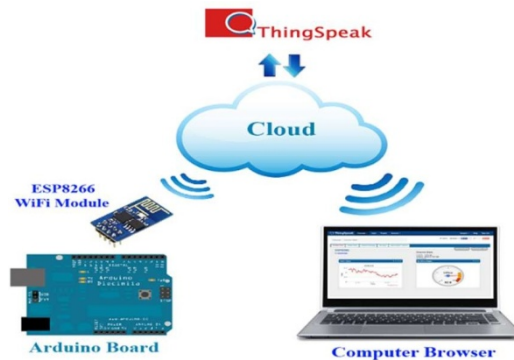 ThingSpeak
Cloud
ESP8266
WiFi Module
Arduino Board
Computer Browser